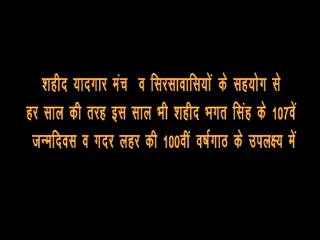 शहीद यादगार मंच व सिरसावासियों के सहयोग से
हर साल की तरह इस साल भी शहीद भगत सिंह के 107वें
जन्मदिवस व गदर लहर की 100वीं वर्षगाठ के उपलक्ष्य में